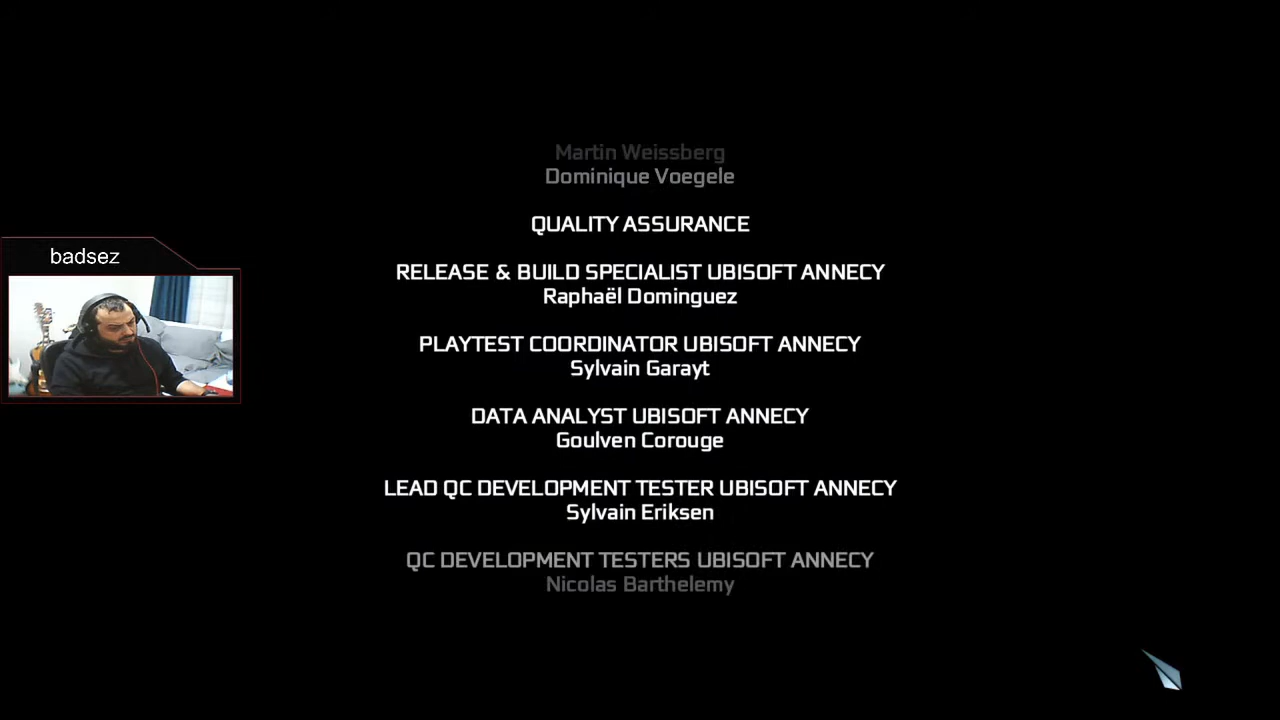 Martin Weissberg
Dominique Voegele
QUALITY ASSURANCE
RELEASE & BUILD SPECIALIST UBISOFT ANNECY
Raphaël Dominguez
badsez
PLAYTEST COORDINATOR UBISOFT ANNECY
Sylvain Garayt
DATA ANALYST UBISOFT ANNECY
Goulven Corouge
LEAD QC DEVELOPMENT TESTER UBISOFT ANNECY
Sylvain Eriksen
QC DEVELOPMENT TESTERS UBISOFT ANNECY
Nicolas Barthelemy